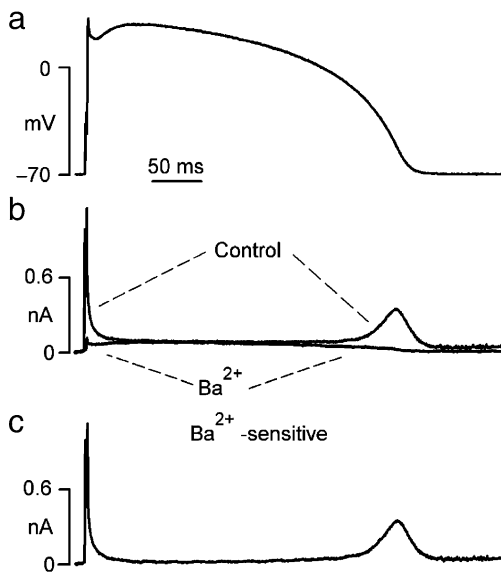 a
0
mV
–70
50 ms
b
Control
0.6
nA
0
Ba2+
c
Ba2+ -sensitive
0.6
nA
0